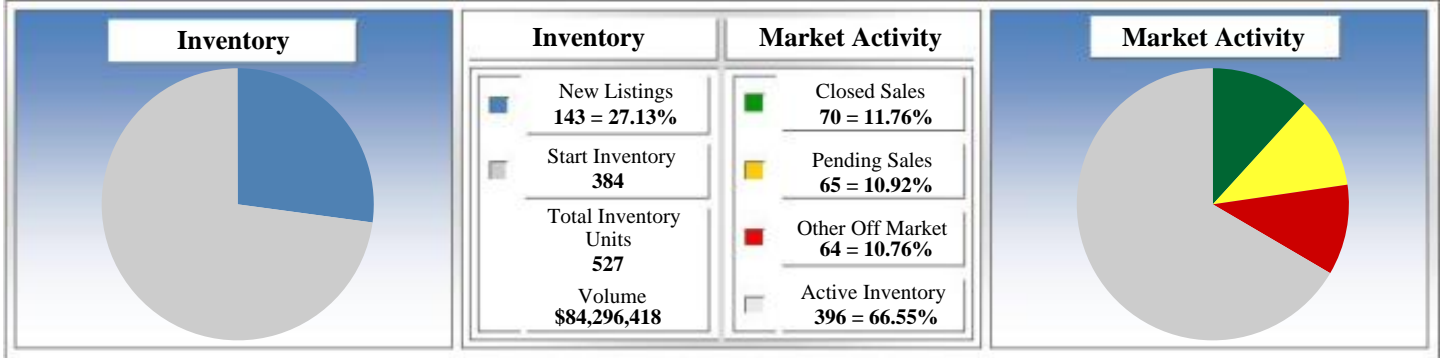 Inventory
Inventory
Market Activity
Market Activity
New Listings
143 = 27.13%
Start Inventory
384
Total Inventory
Units
527
Volume
$84,296,418
Closed Sales
70 = 11.76%
Pending Sales
65 = 10.92%
Other Off Market
64 = 10.76%
Active Inventory
396 = 66.55%